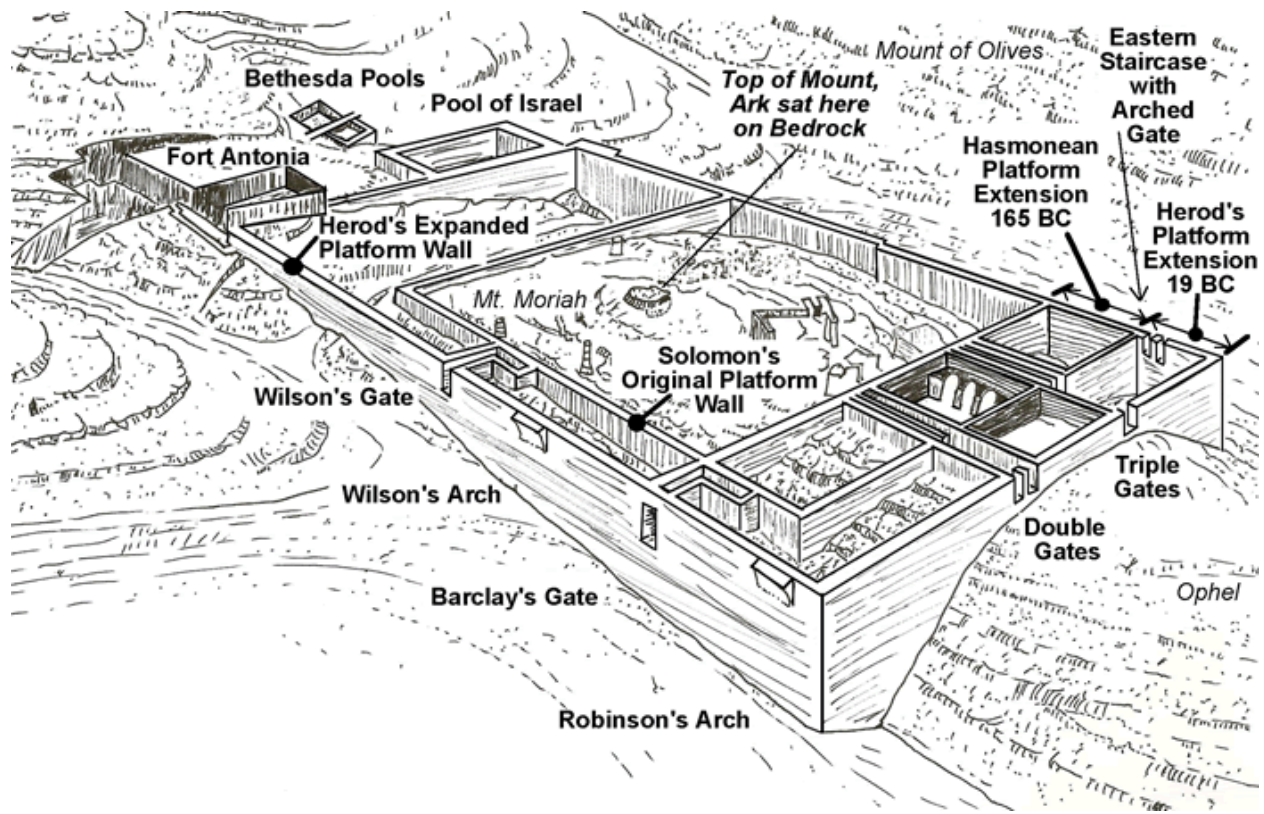 Mount of Olives
Eastern
Staircase
with
Arched
Gate
Bethesda Pools
Pool of Israel
Top of Mount,
Ark sat here
on Bedrock
Hasmonean
Platform
Extension
165 BC
Fort Antonia
Herod's
Platform
Extension
19 BC
Herod's Expanded
Platform Wall
Mt. Moriah
Solomon's
Original Platform
Wall
Wilson's Gate
Wilson's Arch
Triple
Gates
Double
Gates
Barclay's Gate
Ophel
Robinson's Arch